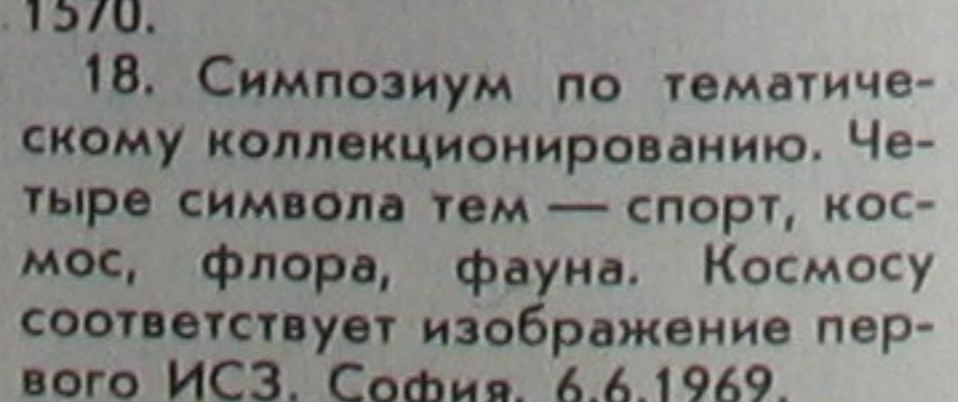 1570.
18. Симпозиум по тематиче-
скому коллекционированию. Че-
тыре символа тем — спорт, кос-
мос, флора, фауна. Космосу
соответствует изображение пер-
вого ИСЗ. София. 6.6.1969.